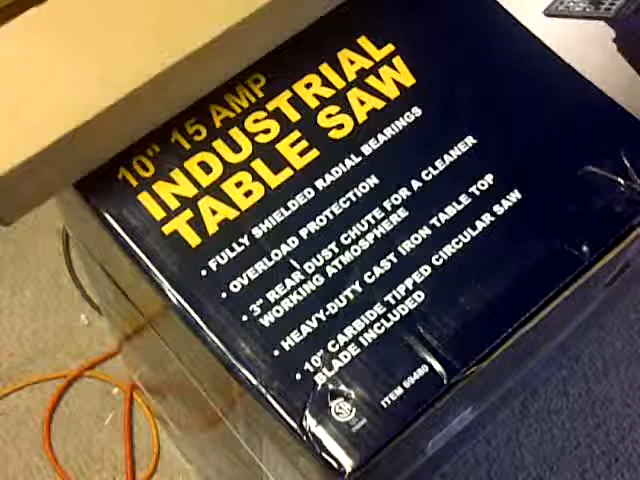 10" 15 AMP
INDUSTRIAL
TABLE SAW
• FULLY SHIELDED RADIAL BEARINGS
• OVERLOAD PROTECTION
• 3" REAR DUST CHUTE FOR A CLEANER
WORKING ATMOSPHERE
• HEAVY-DUTY CAST IRON TABLE TOP
• 10" CARBIDE TIPPED CIRCULAR SAW
BLADE INCLUDED
ITEM